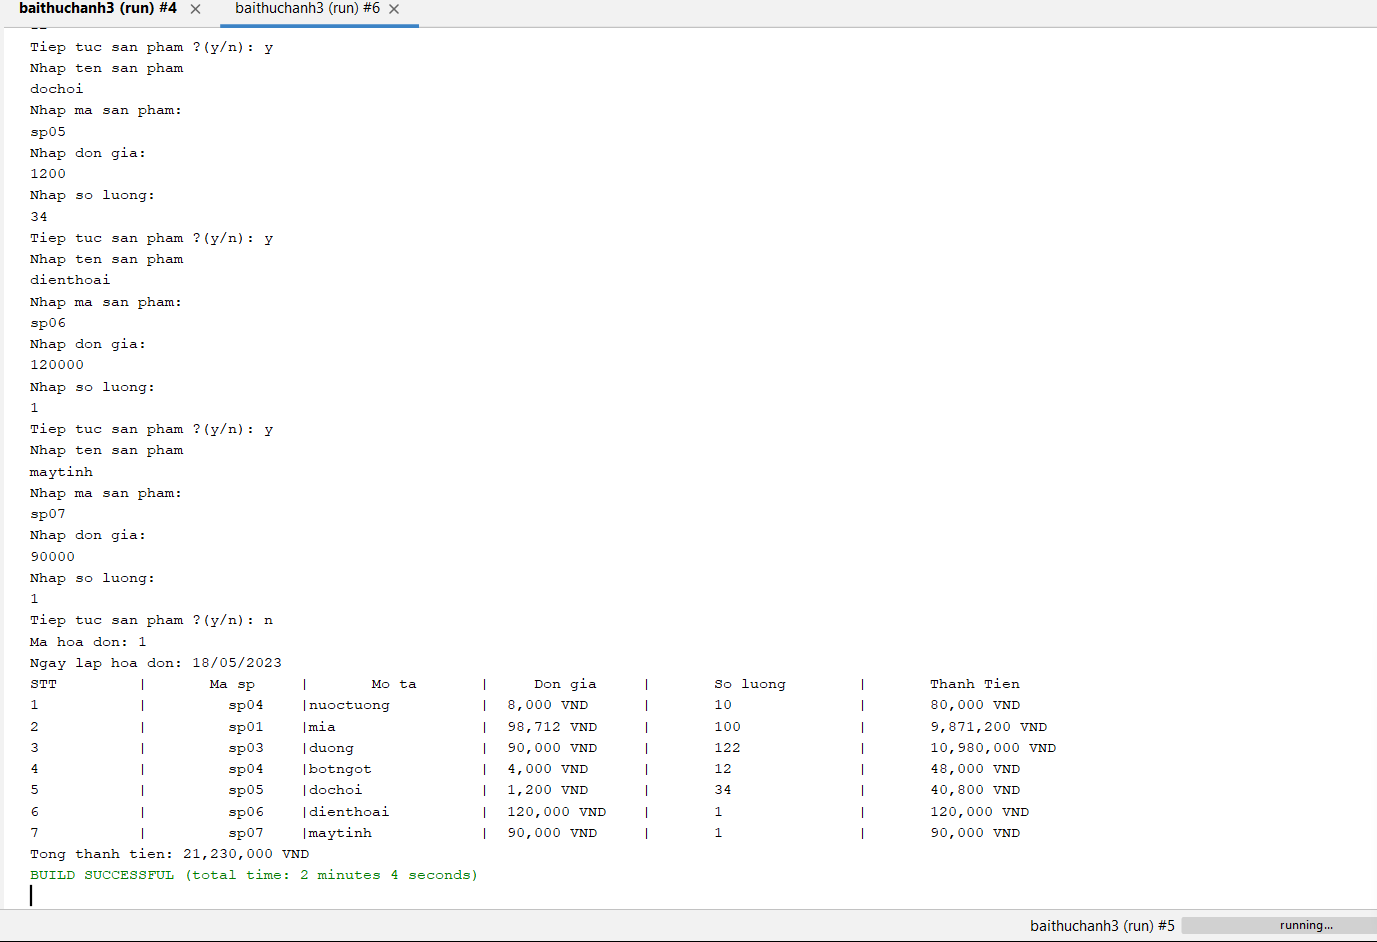 baithuchanh3 (run) #4 × baithuchanh3 (run) #6 ×
Tiep tuc san pham ?(y/n): y
Nhap ten san pham
dochoi
Nhap ma san pham:
sp05
Nhap don gia:
1200
Nhap so luong:
34
Tiep tuc san pham ?(y/n): y
Nhap ten san pham
dienthoai
Nhap ma san pham:
sp06
Nhap don gia:
120000
Nhap so luong:
1
Tiep tuc san pham ?(y/n): y
Nhap ten san pham
maytinh
Nhap ma san pham:
sp07
Nhap don gia:
90000
Nhap so luong:
1
Tiep tuc san pham ?(y/n): n
Ma hoa don: 1
Ngay lap hoa don: 18/05/2023
STT | Ma sp | Mo ta | Don gia | So luong | Thanh Tien
1 | sp04 |nuoctuong | 8,000 VND | 10 | 80,000 VND
2 | sp01 |mia | 98,712 VND | 100 | 9,871,200 VND
3 | sp03 |duong | 90,000 VND | 122 | 10,980,000 VND
4 | sp04 |botngot | 4,000 VND | 12 | 48,000 VND
5 | sp05 |dochoi | 1,200 VND | 34 | 40,800 VND
6 | sp06 |dienthoai | 120,000 VND | 1 | 120,000 VND
7 | sp07 |maytinh | 90,000 VND | 1 | 90,000 VND
Tong thanh tien: 21,230,000 VND
BUILD SUCCESSFUL (total time: 2 minutes 4 seconds)
baithuchanh3 (run) #5 running...